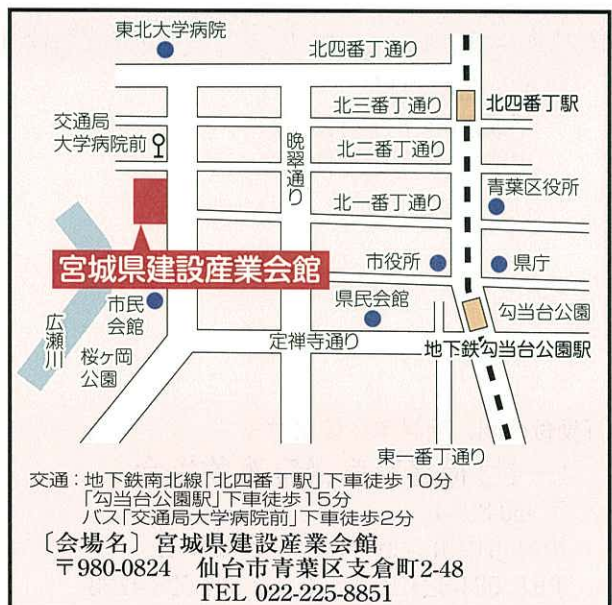 東北大学病院
北四番丁通り
北三番丁通り
北四番丁駅
交通局
大学病院前
晩翠通り
北二番丁通り
青葉区役所
北一番丁通り
宮城県建設産業会館
市役所
県庁
市民
会館
県民会館
勾当台公園
広瀬川
桜ヶ岡
公園
定禅寺通り
地下鉄勾当台公園駅
東一番丁通り
交通：地下鉄南北線「北四番丁駅」下車徒歩10分
「勾当台公園駅」下車徒歩15分
バス「交通局大学病院前」下車徒歩2分
〔会場名〕宮城県建設産業会館
〒980-0824 仙台市青葉区支倉町2-48
TEL 022-225-8851